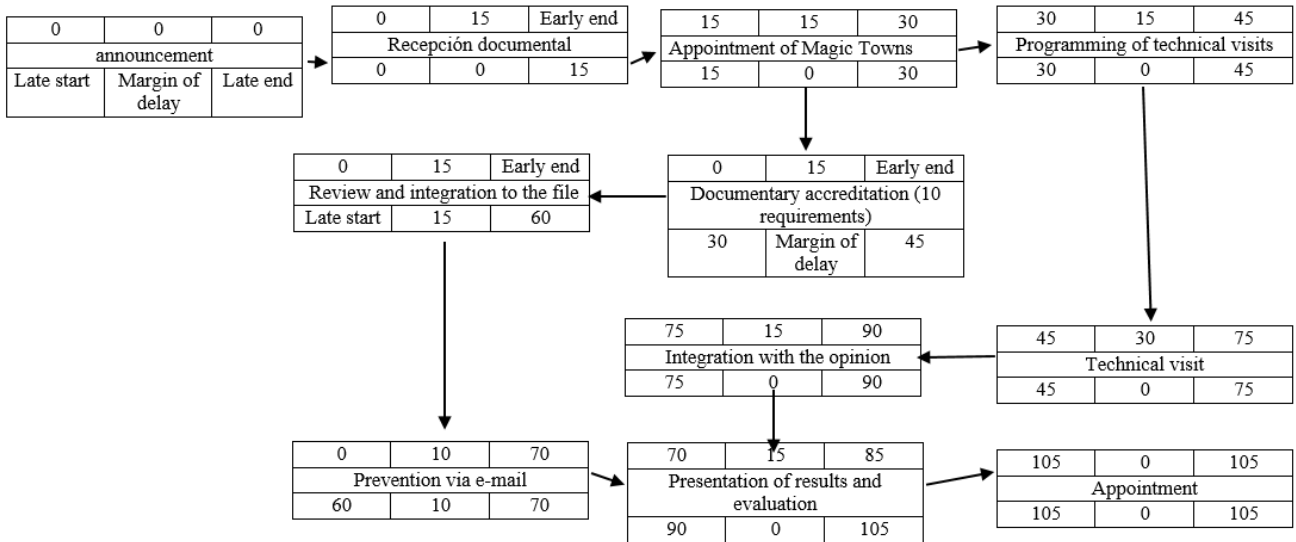 0 0 0
announcement
Late start Margin of delay Late end
0 15 Early end
Recepción documental
0 0 15
15 15 30
Appointment of Magic Towns
15 0 30
30 15 45
Programming of technical visits
30 0 45
0 15 Early end
Review and integration to the file
Late start 15 60
0 15 Early end
Documentary accreditation (10
requirements)
30 Margin of delay 45
75 15 90
Integration with the opinion
75 0 90
45 30 75
Technical visit
45 0 75
0 10 70
Prevention via e-mail
60 10 70
70 15 85
Presentation of results and
evaluation
90 0 105
105 0 105
Appointment
105 0 105